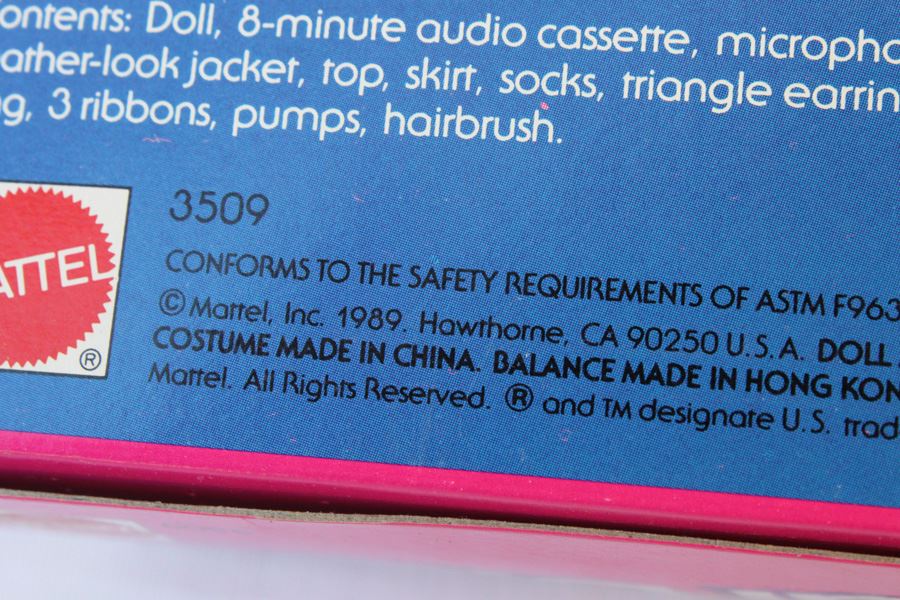 ontents: Doll, 8-minute audio cassette, micropho
ather-look jacket, top, skirt, socks, triangle earrin
g, 3 ribbons, pumps, hairbrush.
3509
ATTEL
®
CONFORMS TO THE SAFETY REQUIREMENTS OF ASTM F963
© Mattel, Inc. 1989. Hawthorne, CA 90250 U.S.A. DOLL
COSTUME MADE IN CHINA. BALANCE MADE IN HONG KON
Mattel. All Rights Reserved. ® and TM designate U.S. trad